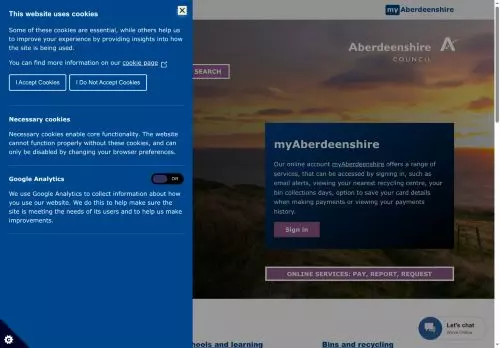 This website uses cookies
Some of these cookies are essential, while others help us
to improve your experience by providing insights into how
the site is being used.
You can find more information on our cookie page
I Accept Cookies
I Do Not Accept Cookies
Necessary cookies
Necessary cookies enable core functionality. The website
cannot function properly without these cookies, and can
only be disabled by changing your browser preferences.
Google Analytics
Off
We use Google Analytics to collect information about how
you use our website. We do this to help make sure the
site is meeting the needs of its users and to help us make
improvements.
myAberdeenshire
Aberdeenshire
COUNCIL
SEARCH
myAberdeenshire
Our online account myAberdeenshire offers a range of
services, that can be accessed by signing in, such as
email alerts, viewing your nearest recycling centre, your
bin collections days, option to save your card details
when making payments or viewing your payments
history.
Sign in
ONLINE SERVICES: PAY, REPORT, REQUEST
Let's chat
We're Online
hools and learning
Bins and recycling